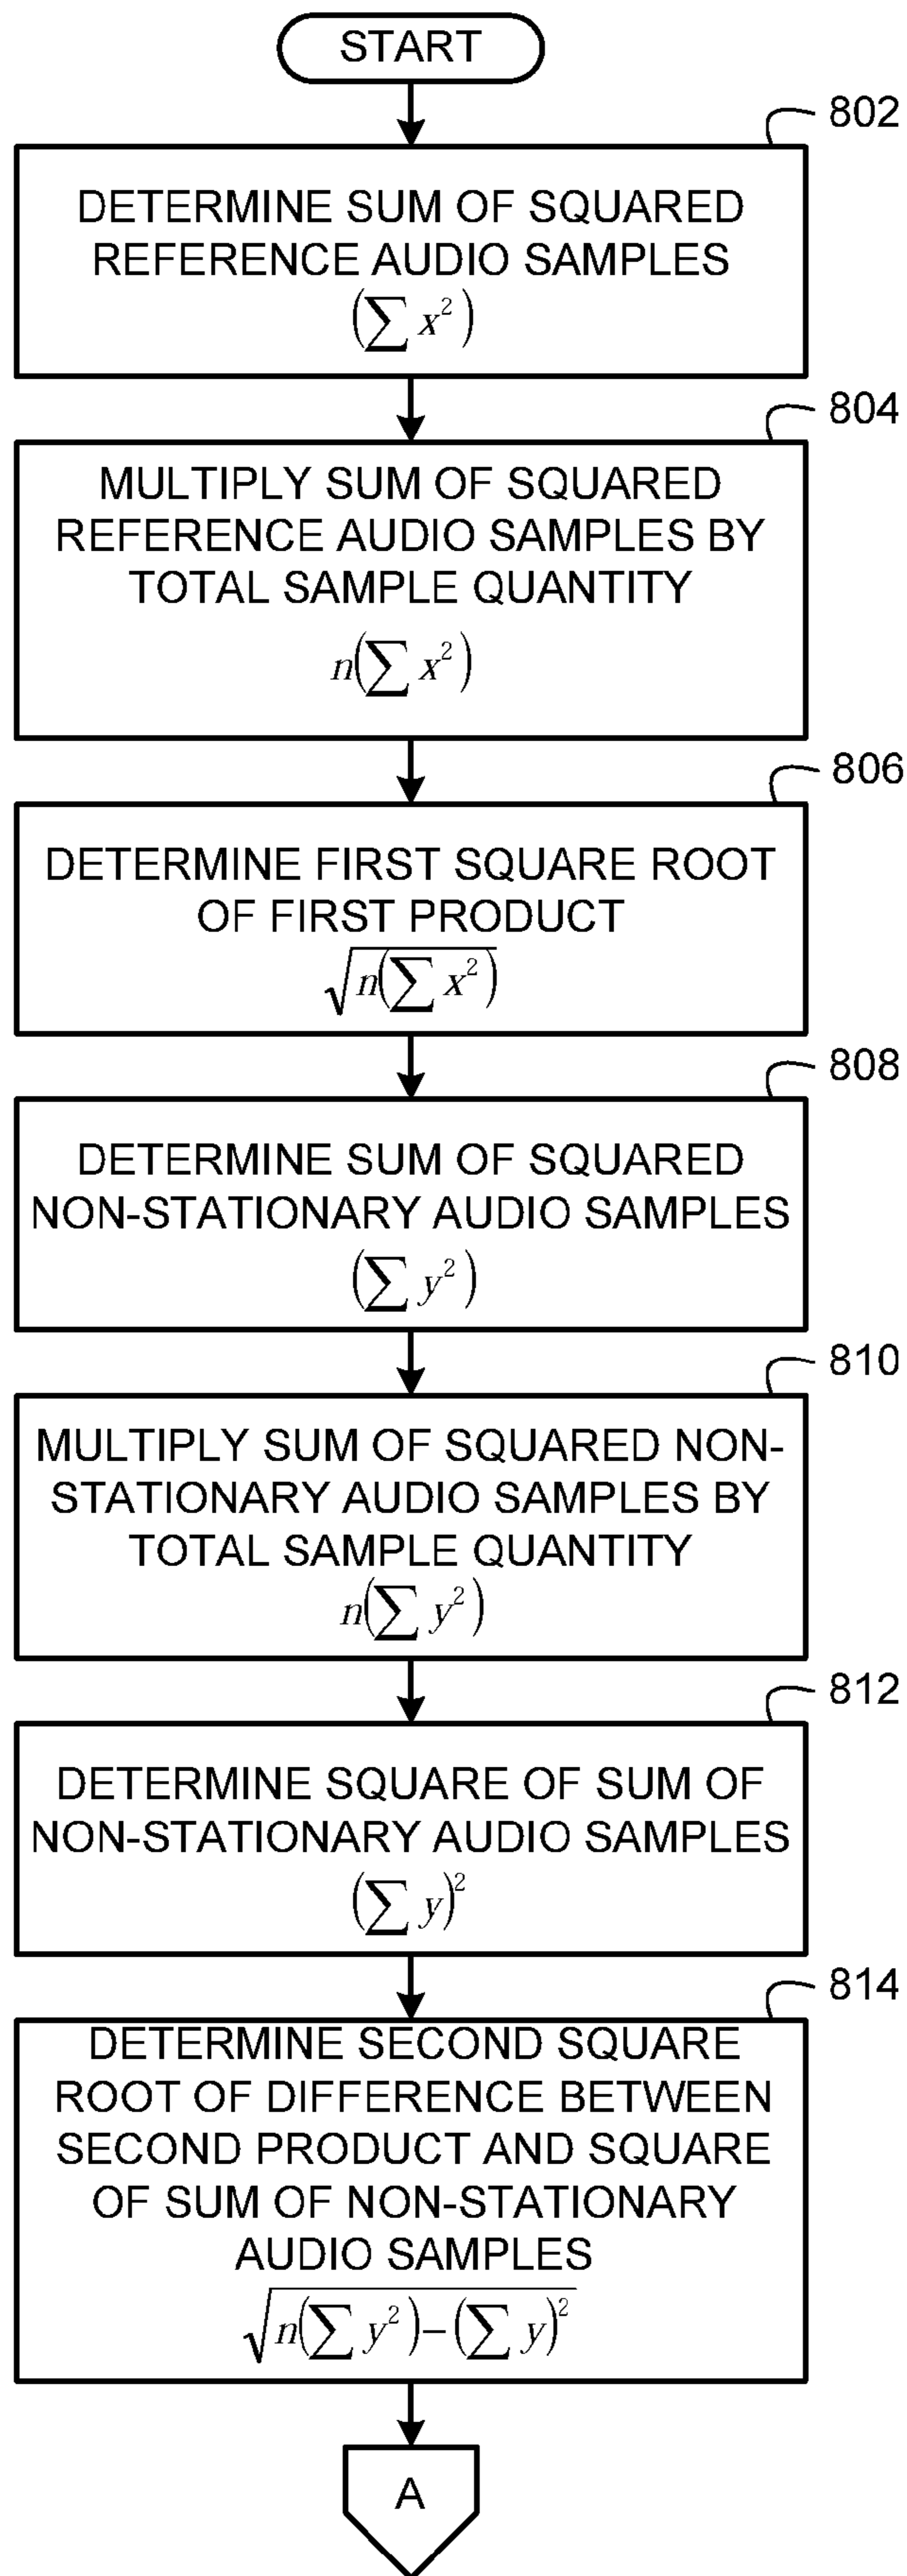 START
802
DETERMINE SUM OF SQUARED
REFERENCE AUDIO SAMPLES
(∑ x²)
804
MULTIPLY SUM OF SQUARED
REFERENCE AUDIO SAMPLES BY
TOTAL SAMPLE QUANTITY
n(∑ x²)
806
DETERMINE FIRST SQUARE ROOT
OF FIRST PRODUCT
√n(∑ x²)
808
DETERMINE SUM OF SQUARED
NON-STATIONARY AUDIO SAMPLES
(∑ y²)
810
MULTIPLY SUM OF SQUARED NON-
STATIONARY AUDIO SAMPLES BY
TOTAL SAMPLE QUANTITY
n(∑ y²)
812
DETERMINE SQUARE OF SUM OF
NON-STATIONARY AUDIO SAMPLES
(∑ y)²
814
DETERMINE SECOND SQUARE
ROOT OF DIFFERENCE BETWEEN
SECOND PRODUCT AND SQUARE
OF SUM OF NON-STATIONARY
AUDIO SAMPLES
√n(∑ y²)−(∑ y)²
A